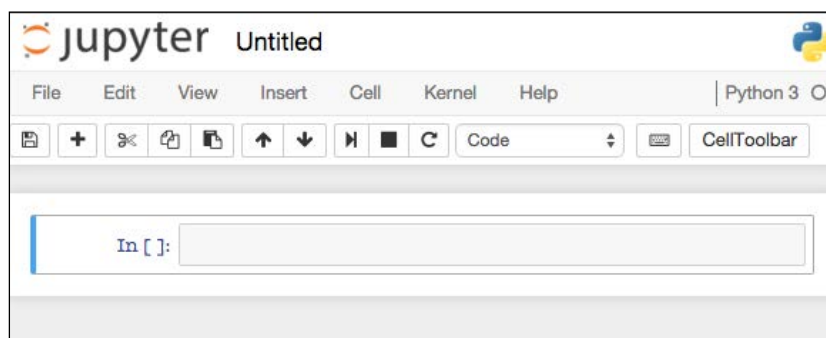 jupyter Untitled
File Edit View Insert Cell Kernel Help Python 3
Code CellToolbar
In [ ]: